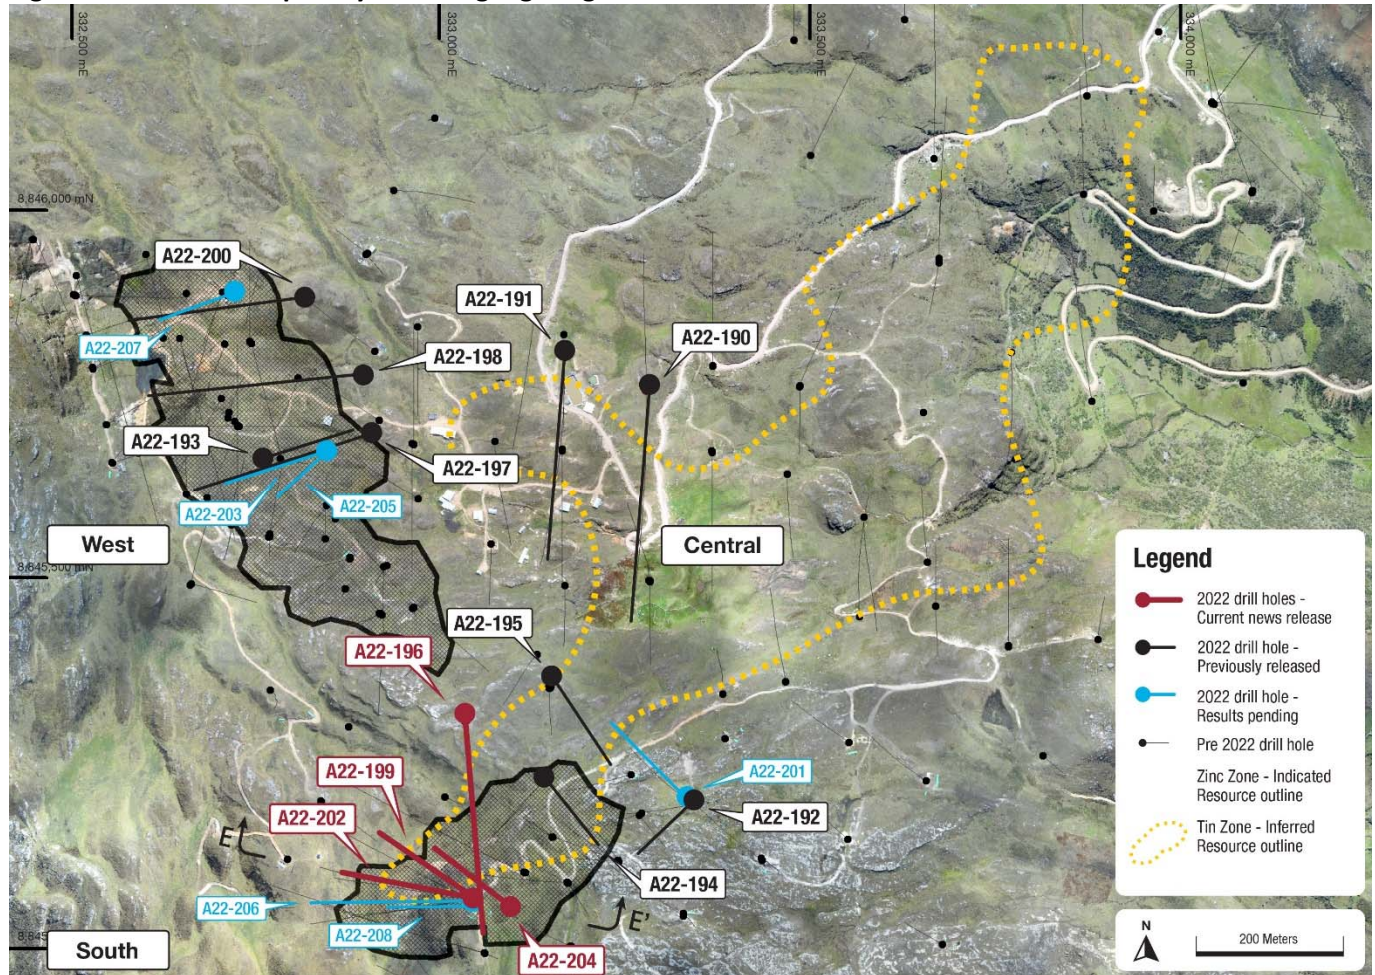 332,500 mE
333,000 mE
333,500 mE
334,000 mE
8,846,000 mN
A22-200
A22-191
A22-190
A22-207
A22-198
A22-193
A22-197
A22-203
A22-205
West
Central
8,845,500 mN
A22-195
A22-196
A22-199
A22-201
A22-202
A22-192
E
A22-194
A22-206
E'
A22-208
South
A22-204
Legend
2022 drill holes -
Current news release
2022 drill hole -
Previously released
2022 drill hole -
Results pending
Pre 2022 drill hole
Zinc Zone - Indicated
Resource outline
Tin Zone - Inferred
Resource outline
N
200 Meters